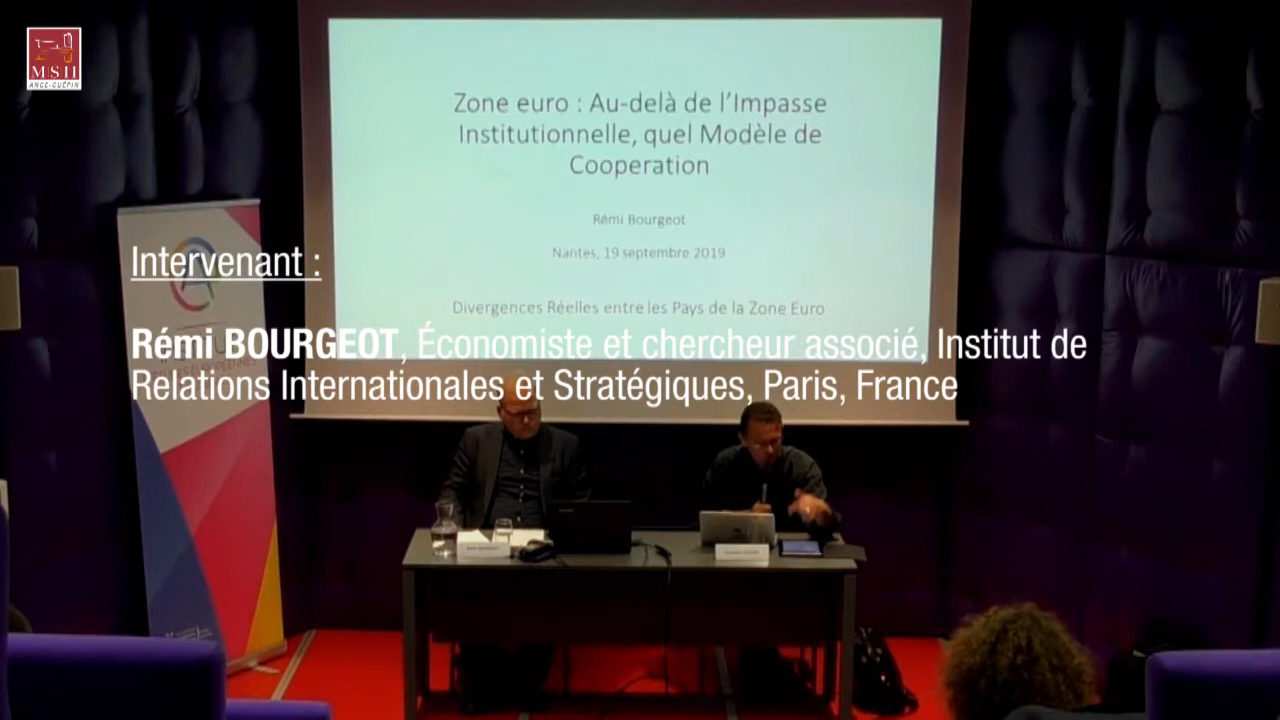 MSH
ANGE-GUÉPIN
Zone euro : Au-delà de l'Impasse
Institutionnelle, quel Modèle de
Cooperation
Rémi Bourgeot
Nantes, 19 septembre 2019
Divergences Réelles entre les Pays de la Zone Euro
Intervenant :
Rémi BOURGEOT, Économiste et chercheur associé, Institut de
Relations Internationales et Stratégiques, Paris, France